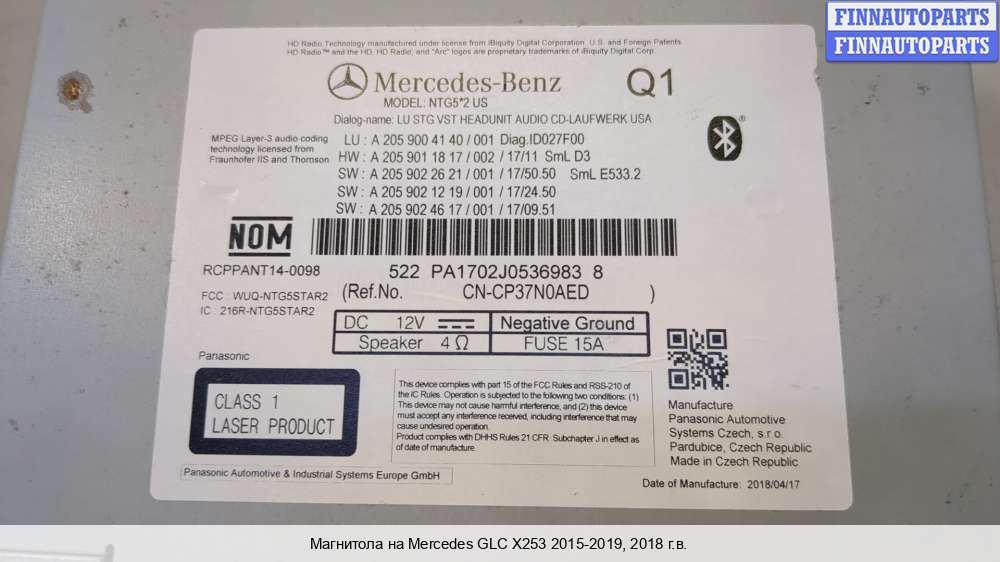 FINNAUTOPARTS
FINNAUTOPARTS
HD Radio Technology manufactured under license from iBiquity Digital Corporation. U.S. and Foreign Patents.
HD Radio™ and the HD, HD Radio, and "Arc" logos are proprietary trademarks of iBiquity Digital Corp.
Mercedes-Benz Q1
MODEL: NTG5*2 US
Dialog-name: LU STG VST HEADUNIT AUDIO CD-LAUFWERK USA
MPEG Layer-3 audio coding
technology licensed from
Fraunhofer IIS and Thomson
LU : A 205 900 41 40 / 001 Diag.ID027F00
HW : A 205 901 18 17 / 002 / 17/11 SmL D3
SW : A 205 902 26 21 / 001 / 17/50.50 SmL E533.2
SW : A 205 902 12 19 / 001 / 17/24.50
SW : A 205 902 46 17 / 001 / 17/09.51
NOM
RCPPANT14-0098
522 PA1702J0536983 8
FCC : WUQ-NTG5STAR2
IC : 216R-NTG5STAR2
(Ref.No. CN-CP37N0AED )
DC 12V Negative Ground
Speaker 4 Ω FUSE 15A
Panasonic
CLASS 1
LASER PRODUCT
This device complies with part 15 of the FCC Rules and RSS-210 of
the IC Rules. Operation is subjected to the following two conditions: (1)
This device may not cause harmful interference, and (2) this device
must accept any interference received, including interference that may
cause undesired operation.
Product complies with DHHS Rules 21 CFR. Subchapter J in effect as
of date of manufacture.
Manufacture
Panasonic Automotive
Systems Czech, s.r.o.
Pardubice, Czech Republic
Made in Czech Republic
Panasonic Automotive & Industrial Systems Europe GmbH
Date of Manufacture: 2018/04/17
Магнитола на Mercedes GLC X253 2015-2019, 2018 г.в.